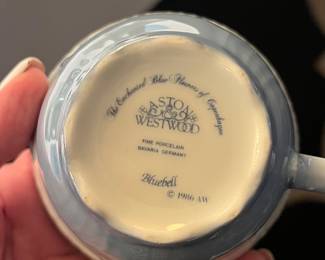 The Enchanted Blue Flowers of Copenhagen
ASTON
WESTWOOD
FINE PORCELAIN
BAVARIA GERMANY
Bluebell
© 1986 AW